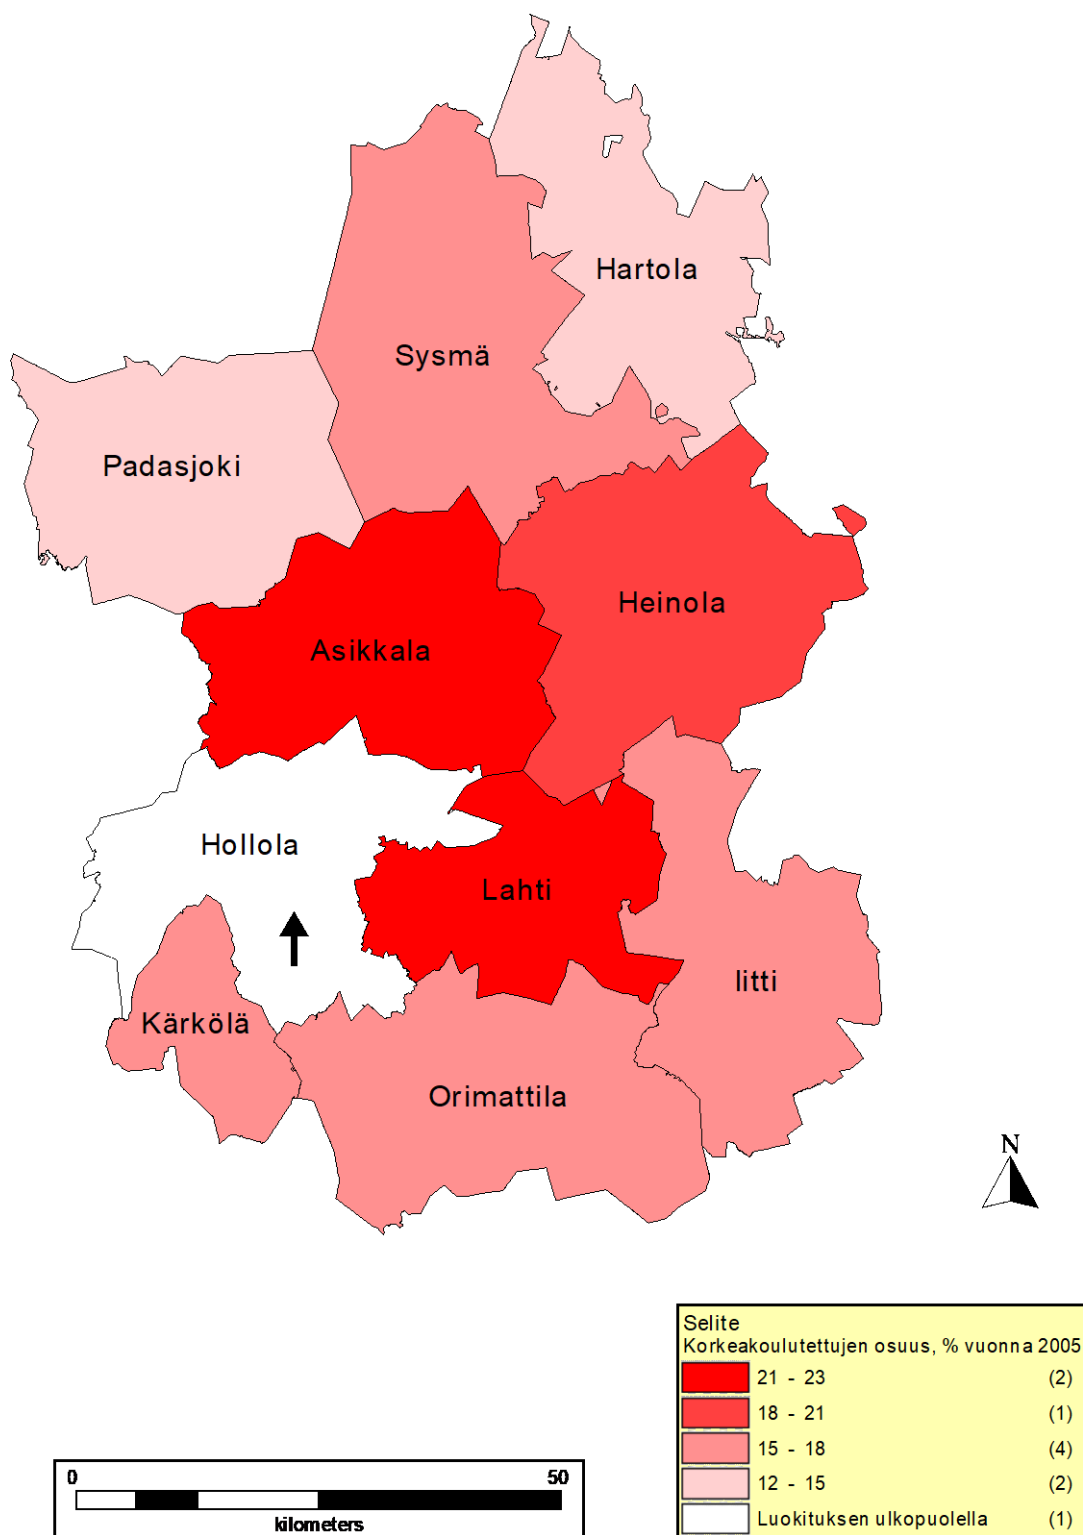 Hartola
Sysmä
Padasjoki
Heinola
Asikkala
Hollola
Lahti
Iitti
Kärkölä
Orimattila
N
Selite
Korkeakoulutettujen osuus, % vuonna 2005
21 - 23 (2)
18 - 21 (1)
15 - 18 (4)
12 - 15 (2)
Luokituksen ulkopuolella (1)
0 50
kilometers